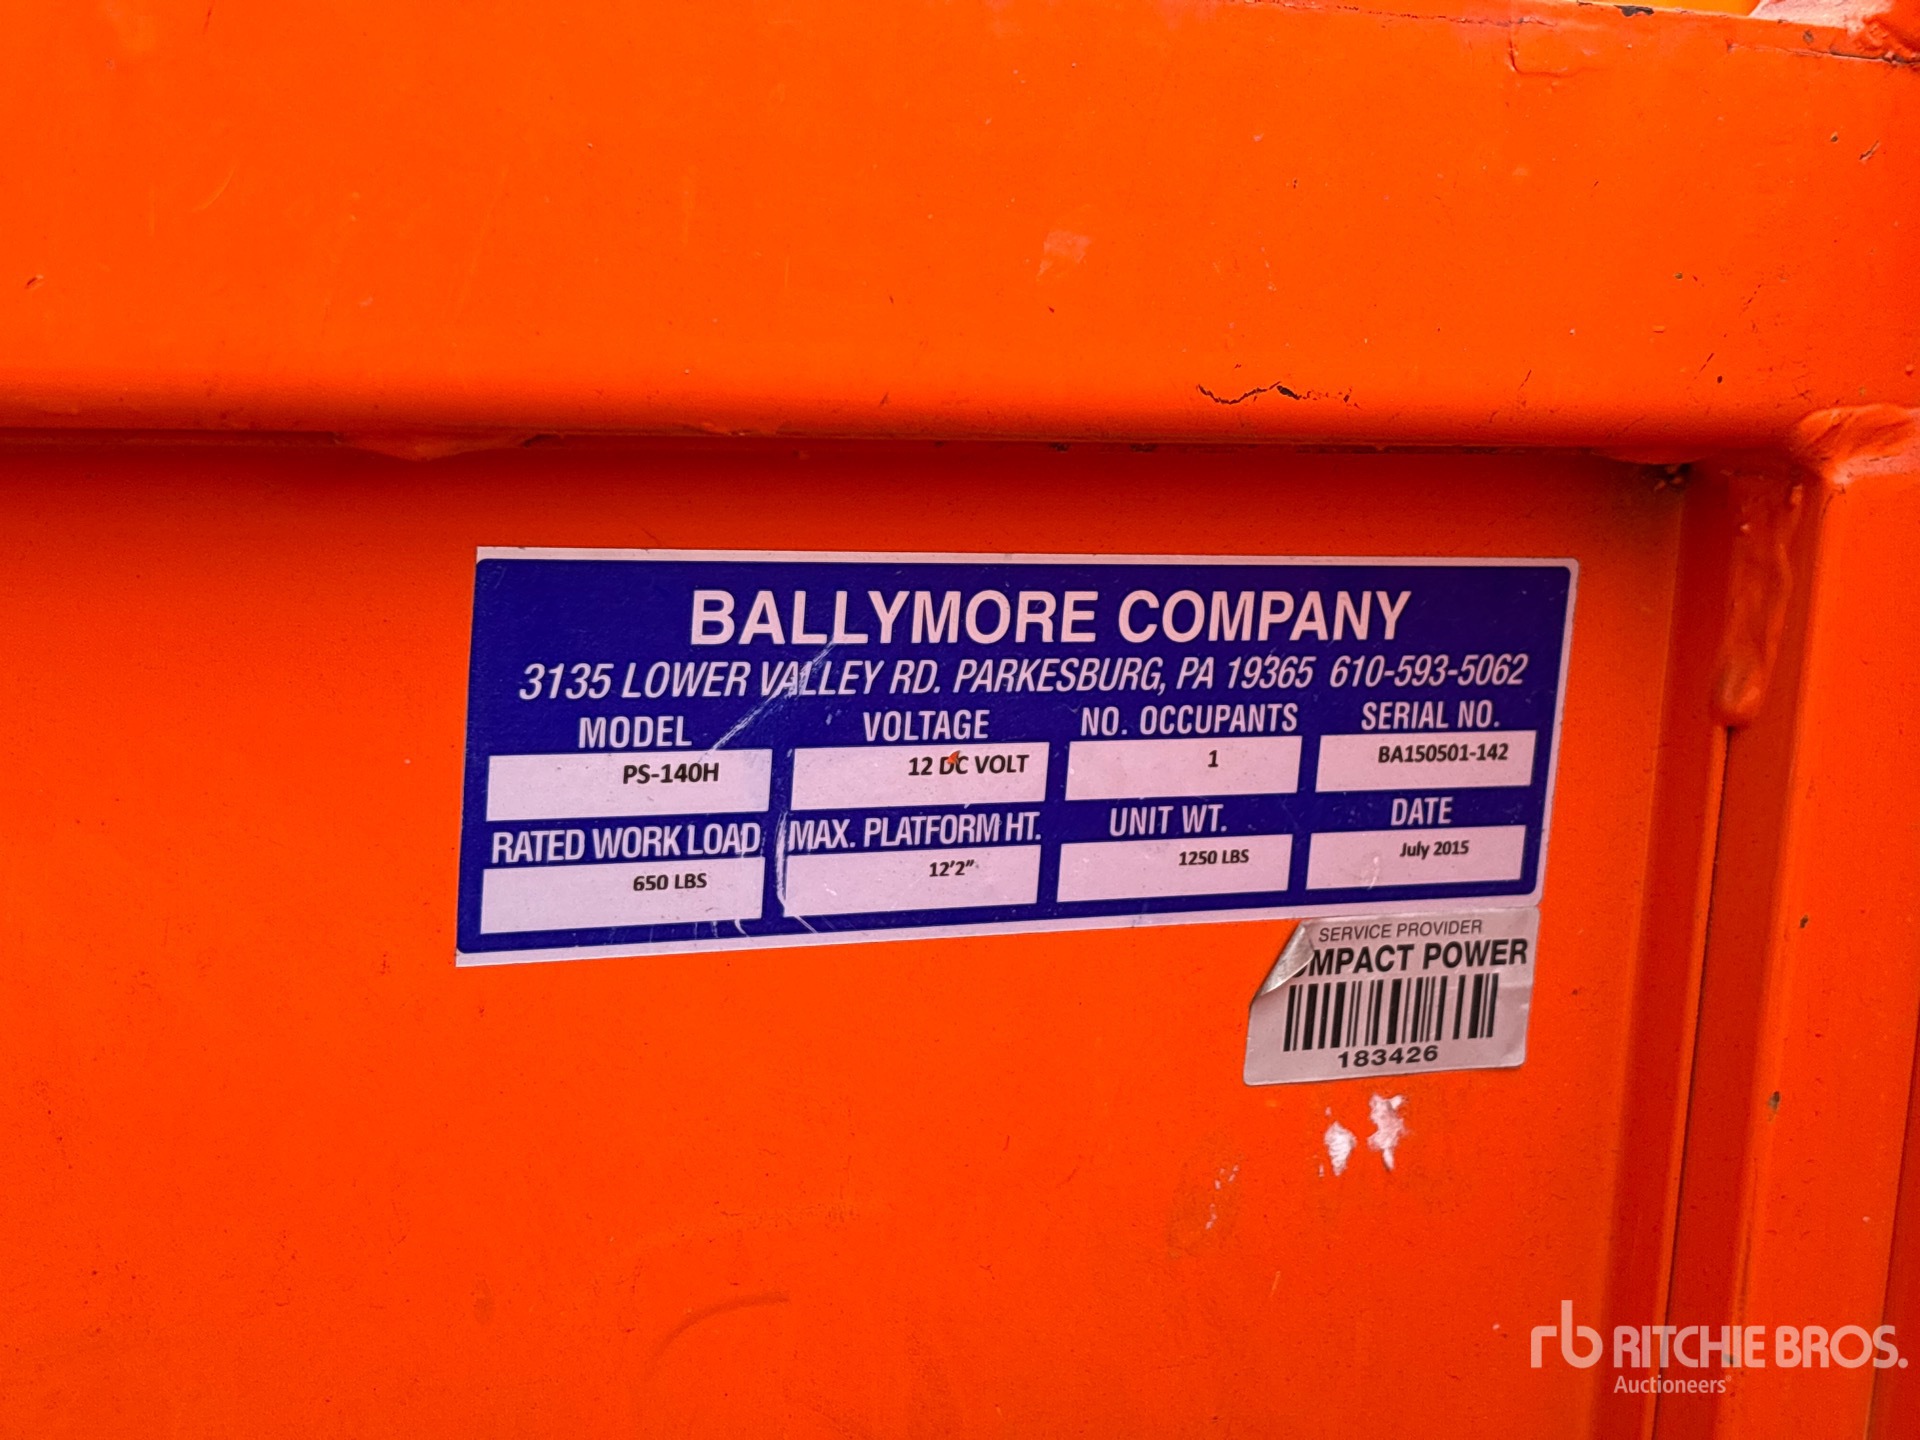 BALLYMORE COMPANY
3135 LOWER VALLEY RD. PARKESBURG, PA 19365 610-593-5062
MODEL VOLTAGE NO. OCCUPANTS SERIAL NO.
PS-140H 12 DC VOLT 1 BA150501-142
RATED WORK LOAD MAX. PLATFORM HT. UNIT WT. DATE
650 LBS 12'2" 1250 LBS July 2015
SERVICE PROVIDER
OMPACT POWER
183426
rb RITCHIE BROS.
Auctioneers